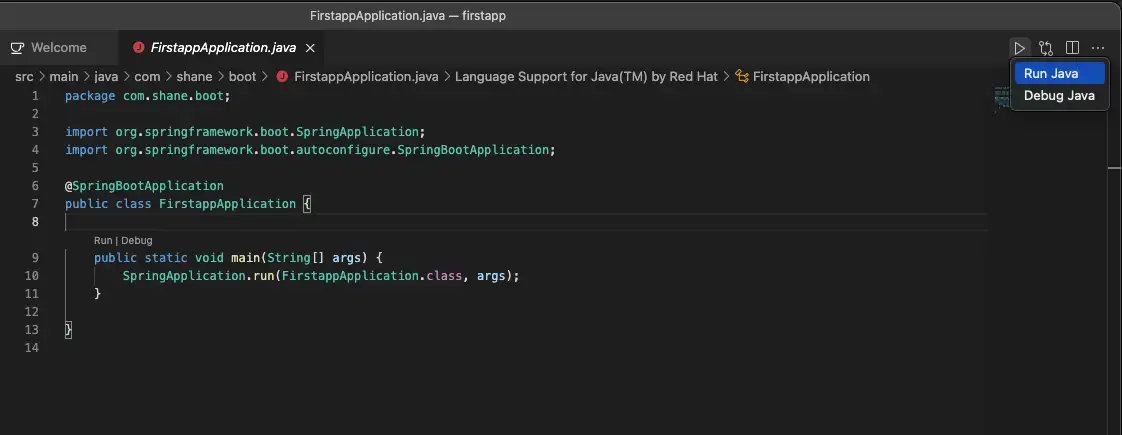 FirstappApplication.java — firstapp
Welcome
FirstappApplication.java
src > main > java > com > shane > boot > FirstappApplication.java > Language Support for Java(TM) by Red Hat > FirstappApplication
Run Java
Debug Java
1 package com.shane.boot;
2
3 import org.springframework.boot.SpringApplication;
4 import org.springframework.boot.autoconfigure.SpringBootApplication;
5
6 @SpringBootApplication
7 public class FirstappApplication {
8
Run | Debug
9 public static void main(String[] args) {
10 SpringApplication.run(FirstappApplication.class, args);
11 }
12
13 }
14